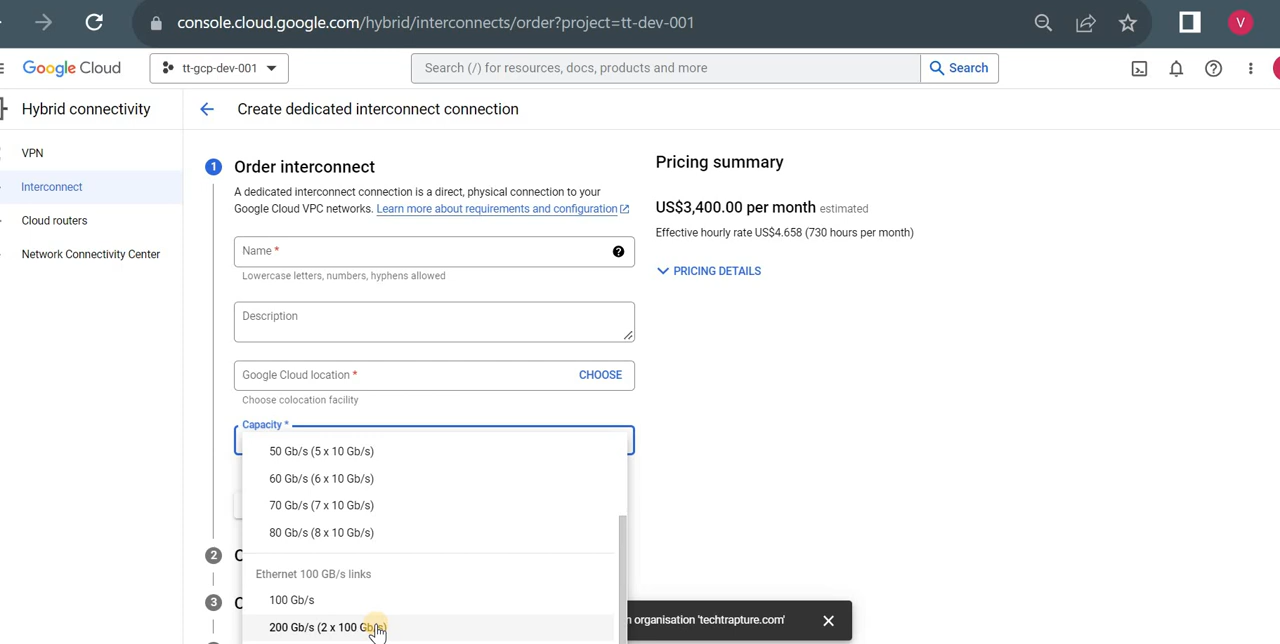 console.cloud.google.com/hybrid/interconnects/order?project=tt-dev-001
V
Google Cloud
tt-gcp-dev-001
Search (/) for resources, docs, products and more
Search
Hybrid connectivity
Create dedicated interconnect connection
VPN
Interconnect
Cloud routers
Network Connectivity Center
1
Order interconnect
A dedicated interconnect connection is a direct, physical connection to your
Google Cloud VPC networks. Learn more about requirements and configuration
Name *
Lowercase letters, numbers, hyphens allowed
Description
Google Cloud location *
CHOOSE
Choose colocation facility
Capacity *
50 Gb/s (5 x 10 Gb/s)
60 Gb/s (6 x 10 Gb/s)
70 Gb/s (7 x 10 Gb/s)
80 Gb/s (8 x 10 Gb/s)
Ethernet 100 GB/s links
100 Gb/s
200 Gb/s (2 x 100 Gb/s)
2
3
Pricing summary
US$3,400.00 per month estimated
Effective hourly rate US$4.658 (730 hours per month)
PRICING DETAILS
organisation 'techtrapture.com'